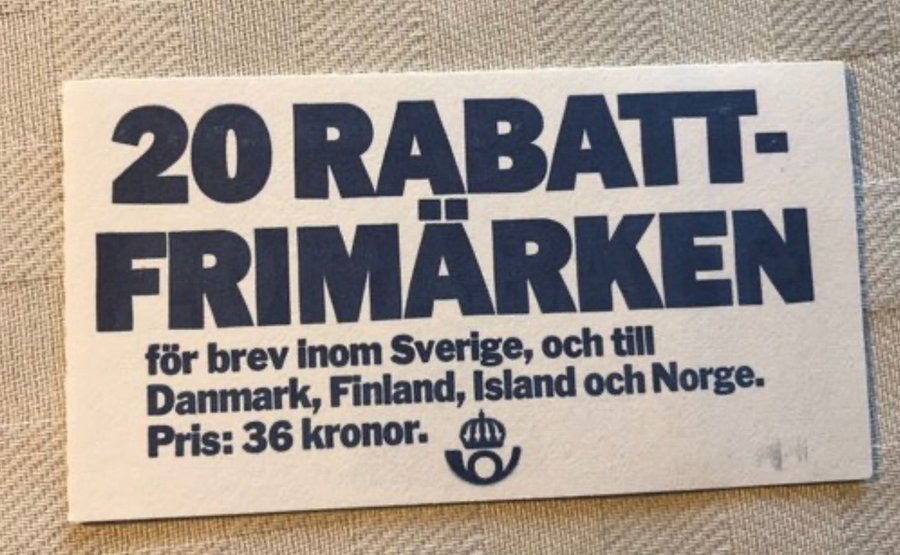 20 RABATT-
FRIMÄRKEN
för brev inom Sverige, och till
Danmark, Finland, Island och Norge.
Pris: 36 kronor.